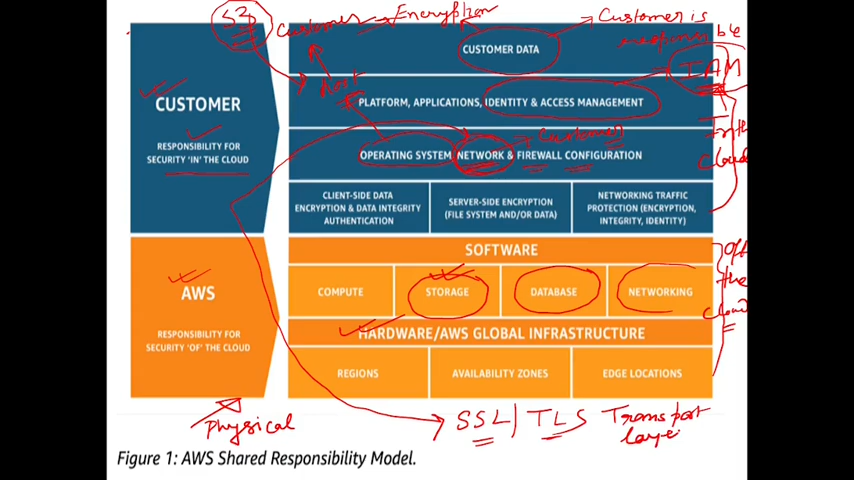 S3
Customer → Encryption
Customer is
responsible
CUSTOMER DATA
IAM
CUSTOMER
PLATFORM, APPLICATIONS, IDENTITY & ACCESS MANAGEMENT
In the
cloud
RESPONSIBILITY FOR
SECURITY 'IN' THE CLOUD
Customer
OPERATING SYSTEM, NETWORK & FIREWALL CONFIGURATION
CLIENT-SIDE DATA
ENCRYPTION & DATA INTEGRITY
AUTHENTICATION
SERVER-SIDE ENCRYPTION
(FILE SYSTEM AND/OR DATA)
NETWORKING TRAFFIC
PROTECTION (ENCRYPTION,
INTEGRITY, IDENTITY)
SOFTWARE
Off
the
cloud
AWS
COMPUTE
STORAGE
DATABASE
NETWORKING
RESPONSIBILITY FOR
SECURITY 'OF' THE CLOUD
HARDWARE/AWS GLOBAL INFRASTRUCTURE
REGIONS
AVAILABILITY ZONES
EDGE LOCATIONS
Physical
SSL/TLS Transport
layer
Figure 1: AWS Shared Responsibility Model.